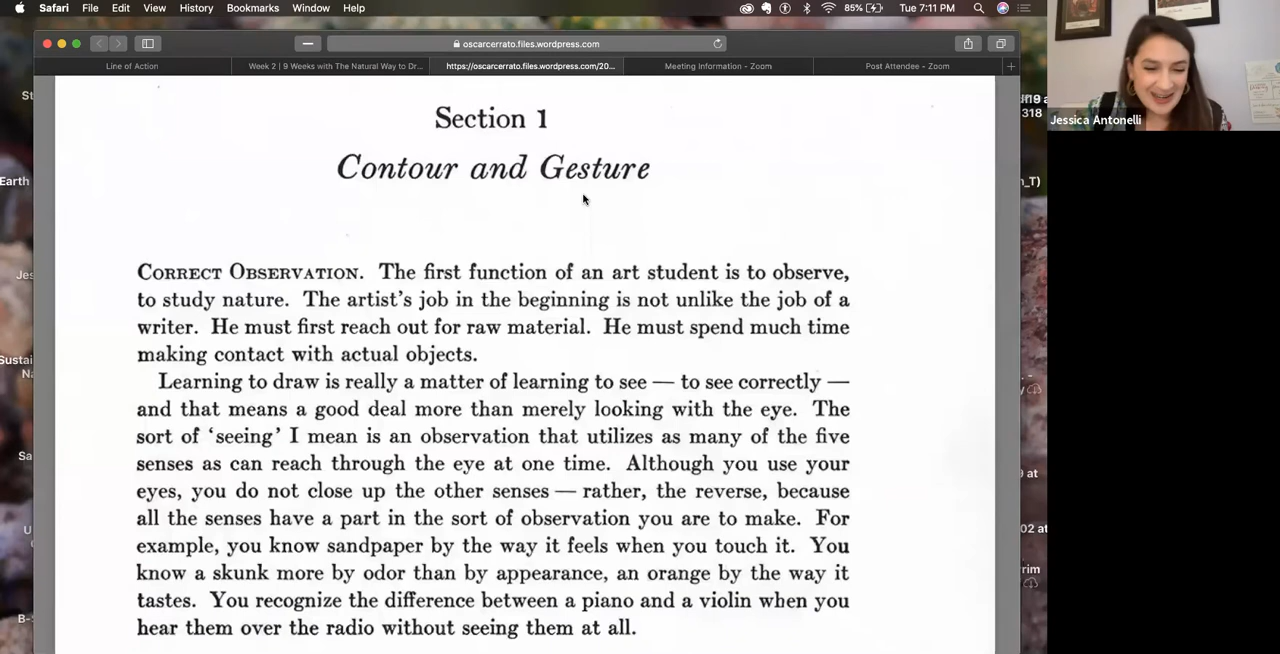 Safari File Edit View History Bookmarks Window Help
85% Tue 7:11 PM
oscarcerrato.files.wordpress.com
Line of Action
Week 2 | 9 Weeks with The Natural Way to Dr...
https://oscarcerrato.files.wordpress.com/20...
Meeting Information - Zoom
Post Attendee - Zoom
Jessica Antonelli
Section 1
Contour and Gesture
CORRECT OBSERVATION. The first function of an art student is to observe,
to study nature. The artist's job in the beginning is not unlike the job of a
writer. He must first reach out for raw material. He must spend much time
making contact with actual objects.
Learning to draw is really a matter of learning to see — to see correctly —
and that means a good deal more than merely looking with the eye. The
sort of 'seeing' I mean is an observation that utilizes as many of the five
senses as can reach through the eye at one time. Although you use your
eyes, you do not close up the other senses — rather, the reverse, because
all the senses have a part in the sort of observation you are to make. For
example, you know sandpaper by the way it feels when you touch it. You
know a skunk more by odor than by appearance, an orange by the way it
tastes. You recognize the difference between a piano and a violin when you
hear them over the radio without seeing them at all.
St
Earth
Jes
Sustai
Sa
B-S
318
_T)
at
02 at
rim